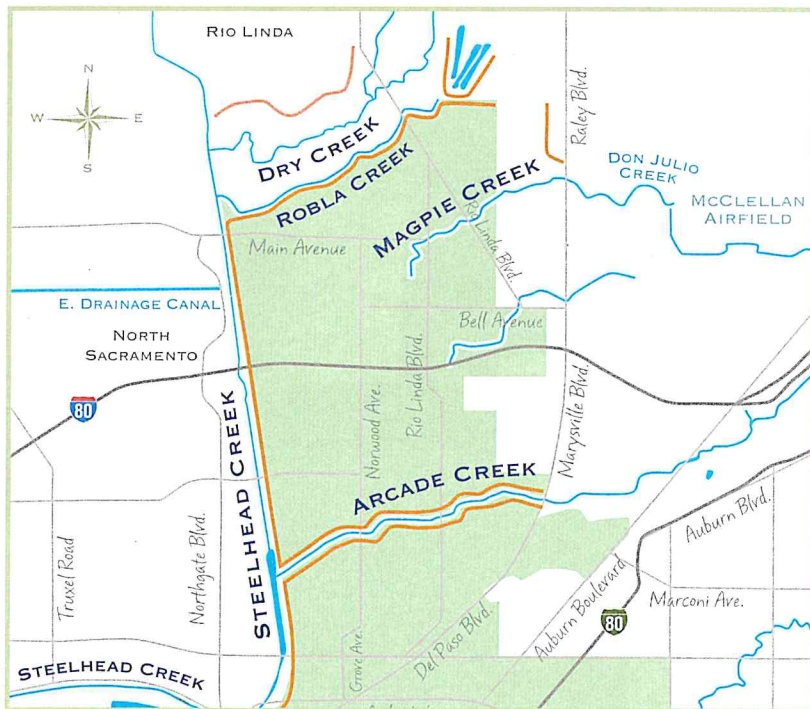 RIO LINDA
N
W E
S
Raley Blvd.
DRY CREEK
ROBLA CREEK
MAGPIE CREEK
DON JULIO
CREEK
MCCLELLAN
AIRFIELD
Rio Linda Blvd.
Main Avenue
E. DRAINAGE CANAL
NORTH
SACRAMENTO
Bell Avenue
80
STEELHEAD CREEK
Norwood Ave.
Rio Linda Blvd.
Marysville Blvd.
ARCADE CREEK
Truxel Road
Northgate Blvd.
Auburn Blvd.
Auburn Boulevard
Marconi Ave.
80
Grove Ave.
Del Paso Blvd.
STEELHEAD CREEK